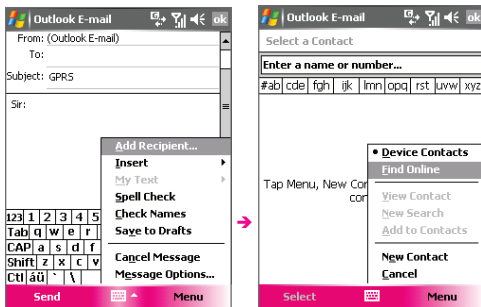 Outlook E-mail ok
From: (Outlook E-mail)
To:
Subject: GPRS
Sir:
Add Recipient...
Insert
My Text
Spell Check
Check Names
Save to Drafts
Cancel Message
Message Options...
123 1 2 3 4 5
Tab q w e r
CAP a s d f
Shift z x c v
Ctl áü ` \
Send Menu
Outlook E-mail ok
Select a Contact
Enter a name or number...
#ab cde fgh ijk lmn opq rst uvw xyz
Tap Menu, New Con
con
Device Contacts
Find Online
View Contact
New Search
Add to Contacts
New Contact
Cancel
Select Menu